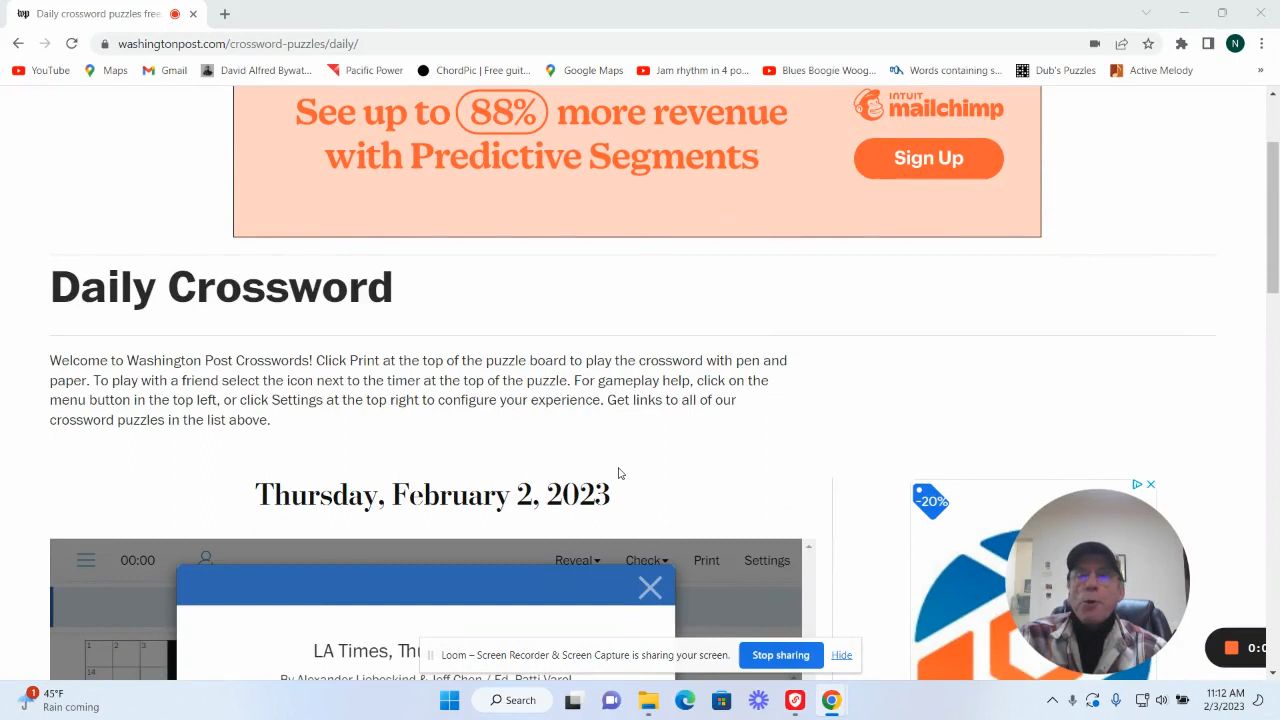 Daily crossword puzzles free
washingtonpost.com/crossword-puzzles/daily/
N
YouTube
Maps
Gmail
David Alfred Bywat...
Pacific Power
ChordPic | Free guit...
Google Maps
Jam rhythm in 4 po...
Blues Boogie Woog...
Words containing s...
Dub's Puzzles
Active Melody
»
See up to 88% more revenue
with Predictive Segments
INTUIT
mailchimp
Sign Up
Daily Crossword
Welcome to Washington Post Crosswords! Click Print at the top of the puzzle board to play the crossword with pen and
paper. To play with a friend select the icon next to the timer at the top of the puzzle. For gameplay help, click on the
menu button in the top left, or click Settings at the top right to configure your experience. Get links to all of our
crossword puzzles in the list above.
Thursday, February 2, 2023
-20%
00:00
Reveal
Check
Print
Settings
1 2 3
14
LA Times, Thu
Loom – Screen Recorder & Screen Capture is sharing your screen.
Stop sharing
Hide
1
45°F
Rain coming
Search
11:12 AM
2/3/2023